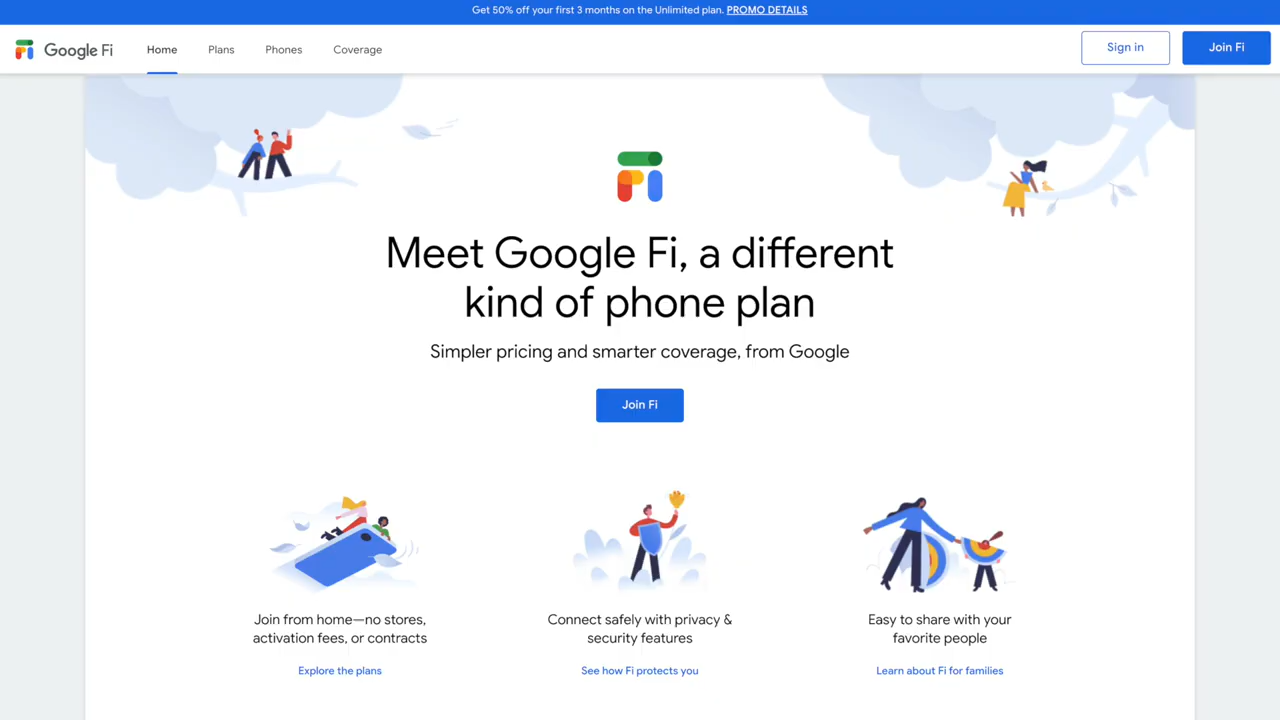 Get 50% off your first 3 months on the Unlimited plan. PROMO DETAILS
Google Fi Home Plans Phones Coverage Sign in Join Fi
Fi
Meet Google Fi, a different
kind of phone plan
Simpler pricing and smarter coverage, from Google
Join Fi
Join from home—no stores,
activation fees, or contracts
Explore the plans
Connect safely with privacy &
security features
See how Fi protects you
Easy to share with your
favorite people
Learn about Fi for families